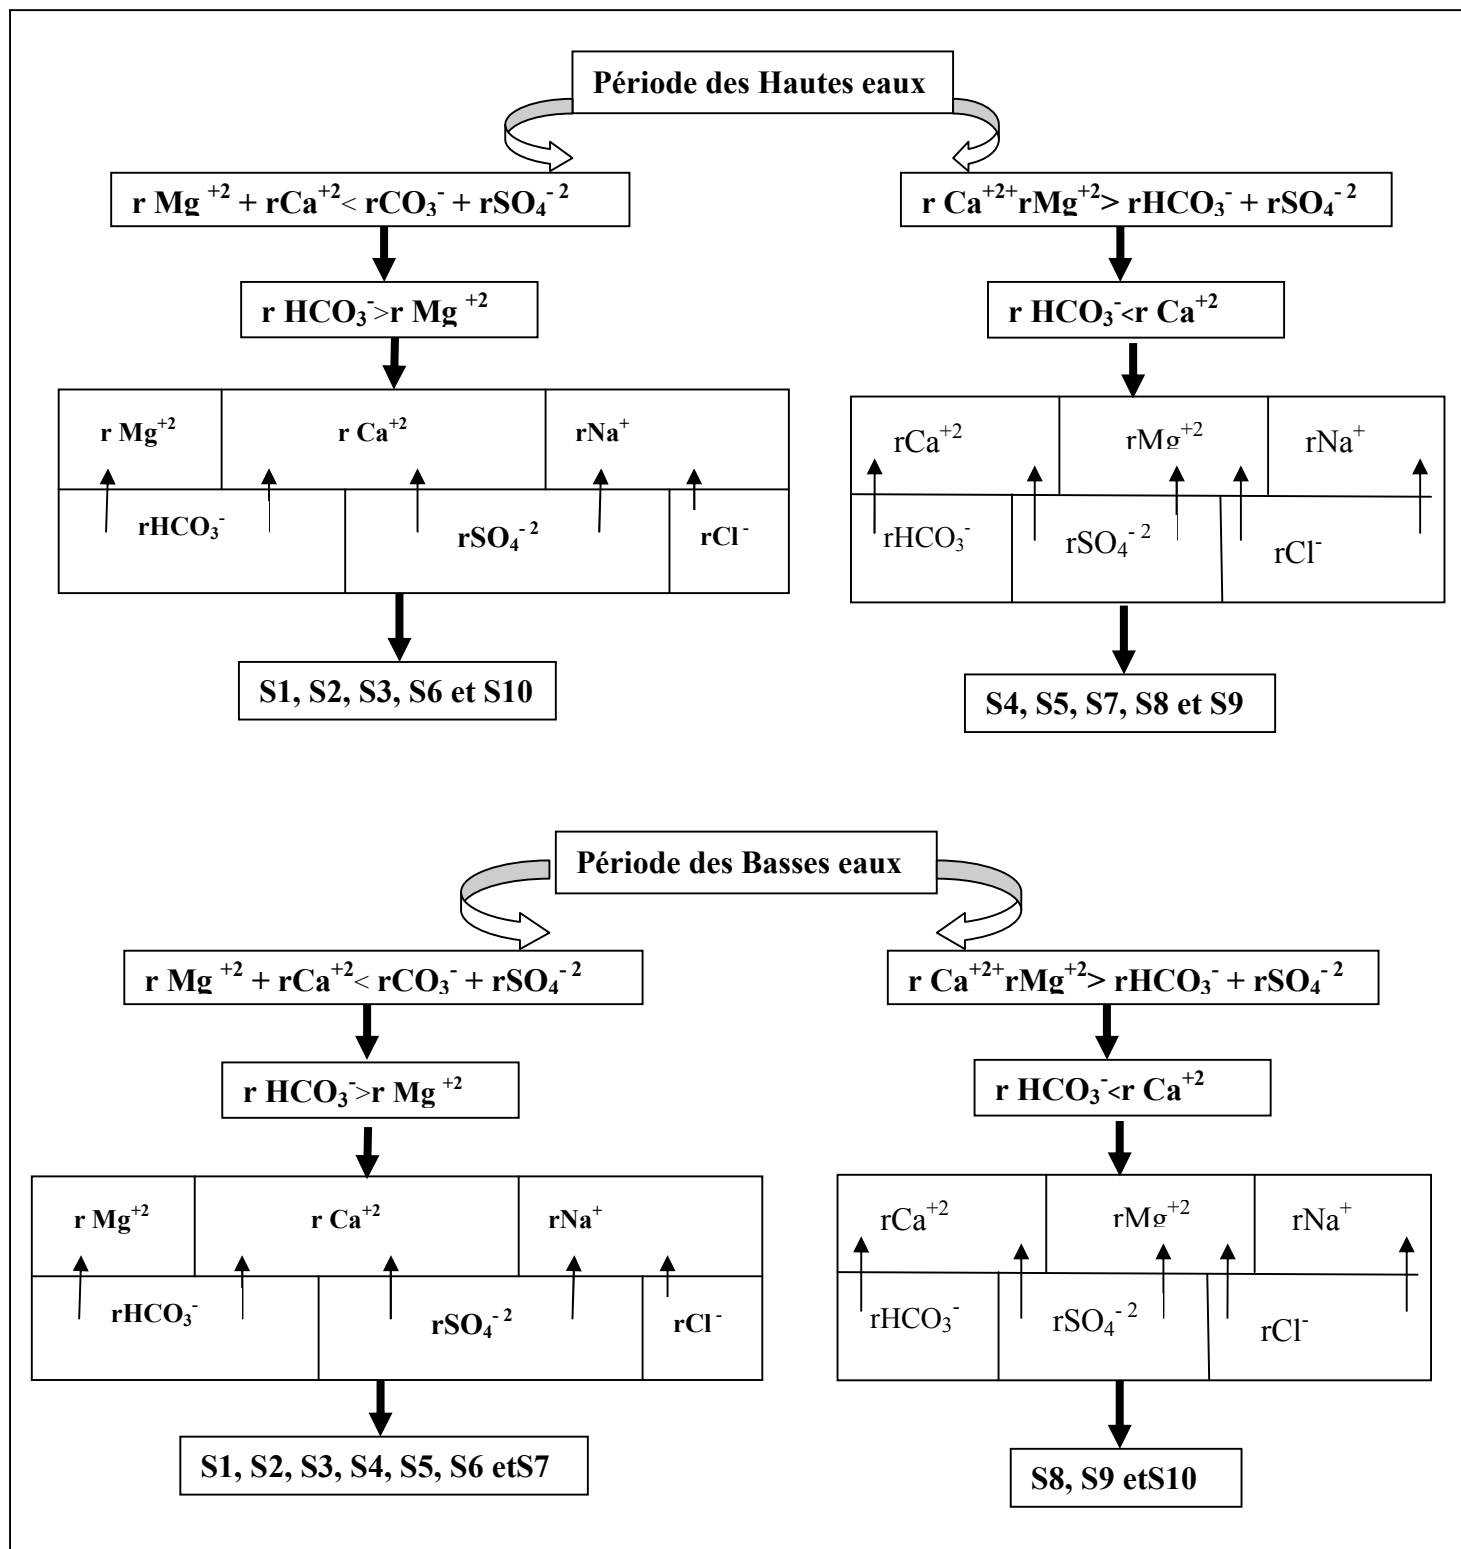 Période des Hautes eaux
r Mg +2 + rCa+2< rCO3- + rSO4- 2
r Ca+2+rMg+2> rHCO3- + rSO4-2
r HCO3->r Mg +2
r HCO3-<r Ca+2
r Mg+2 r Ca+2 rNa+
rHCO3- rSO4- 2 rCl -
rCa+2 rMg+2 rNa+
rHCO3- rSO4- 2 rCl-
S1, S2, S3, S6 et S10
S4, S5, S7, S8 et S9
Période des Basses eaux
r Mg +2 + rCa+2< rCO3- + rSO4- 2
r Ca+2+rMg+2> rHCO3- + rSO4-2
r HCO3->r Mg +2
r HCO3-<r Ca+2
r Mg+2 r Ca+2 rNa+
rHCO3- rSO4- 2 rCl -
rCa+2 rMg+2 rNa+
rHCO3- rSO4- 2 rCl-
S1, S2, S3, S4, S5, S6 etS7
S8, S9 etS10